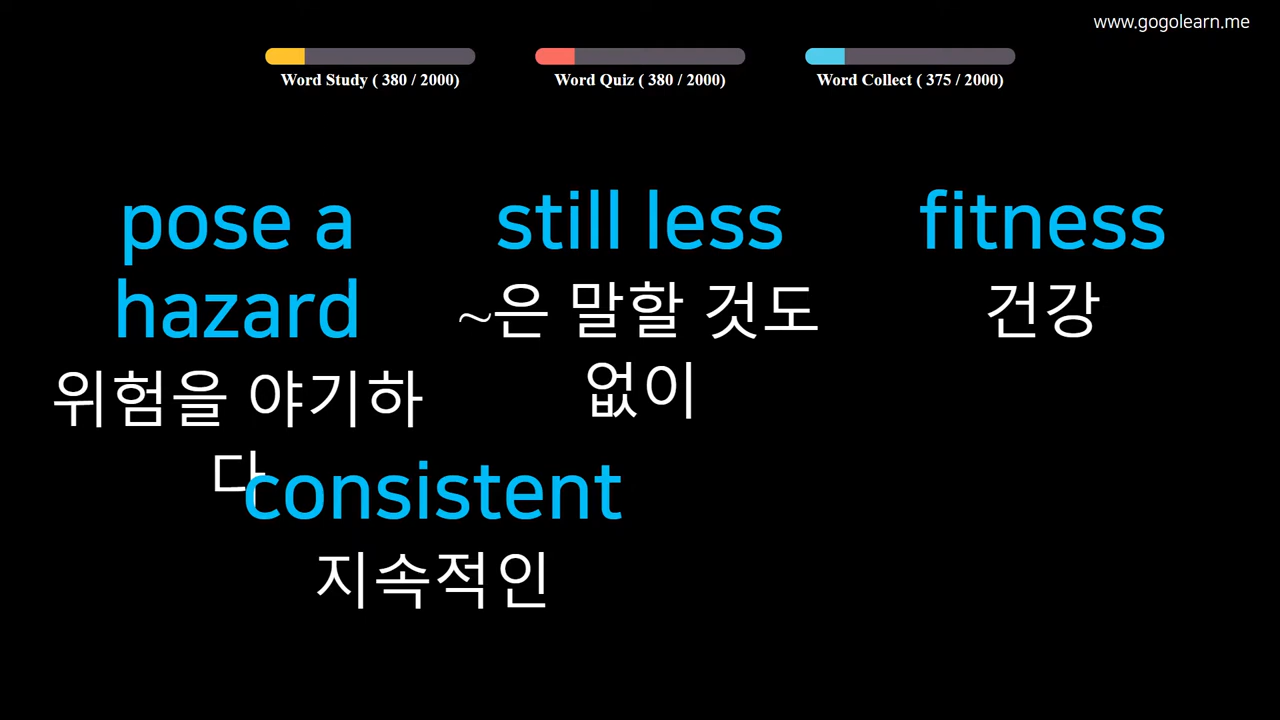 www.gogolearn.me
Word Study ( 380 / 2000)
Word Quiz ( 380 / 2000)
Word Collect ( 375 / 2000)
pose a
hazard
위험을 야기하
다
still less
~은 말할 것도
없이
fitness
건강
consistent
지속적인